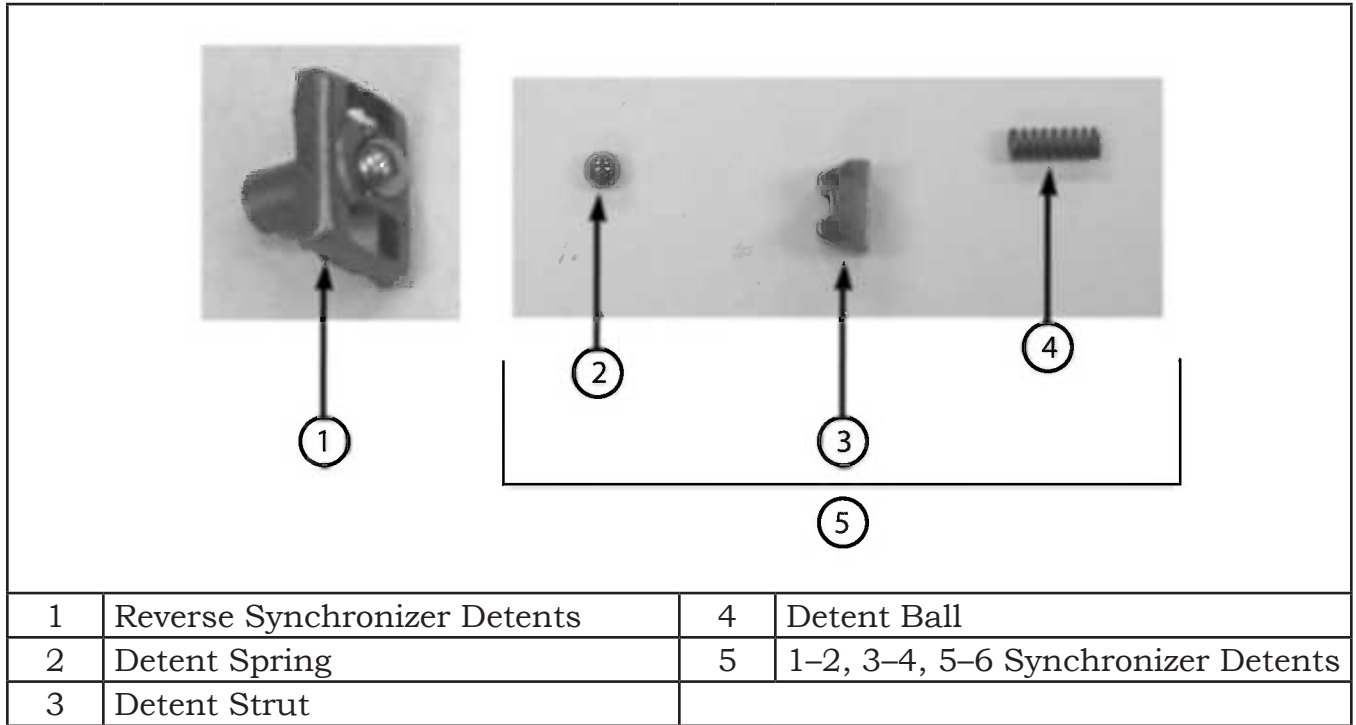 2
4
1
3
5
1 Reverse Synchronizer Detents 4 Detent Ball
2 Detent Spring 5 1–2, 3–4, 5–6 Synchronizer Detents
3 Detent Strut